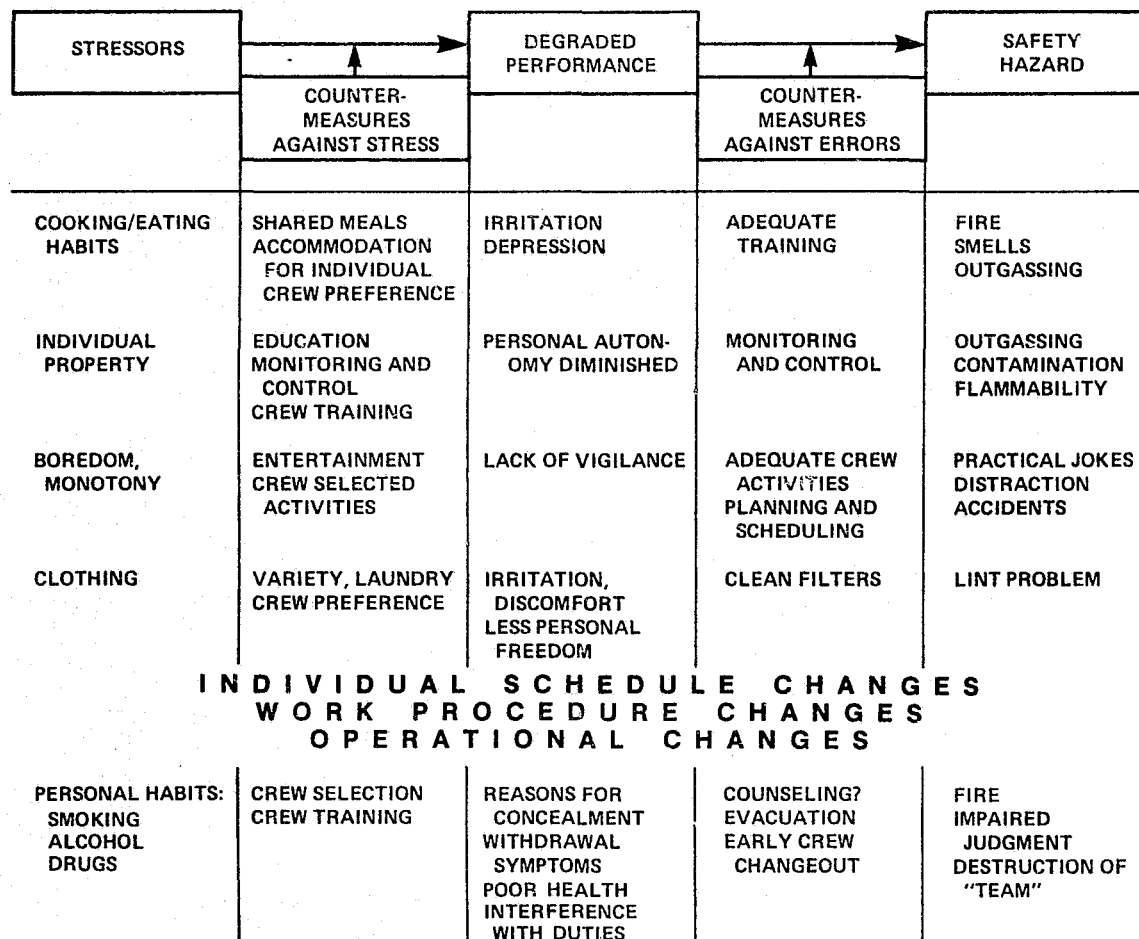 STRESSORS
DEGRADED
PERFORMANCE
SAFETY
HAZARD
COUNTER-
MEASURES
AGAINST STRESS
COUNTER-
MEASURES
AGAINST ERRORS
COOKING/EATING
HABITS
SHARED MEALS
ACCOMMODATION
FOR INDIVIDUAL
CREW PREFERENCE
IRRITATION
DEPRESSION
ADEQUATE
TRAINING
FIRE
SMELLS
OUTGASSING
INDIVIDUAL
PROPERTY
EDUCATION
MONITORING AND
CONTROL
CREW TRAINING
PERSONAL AUTON-
OMY DIMINISHED
MONITORING
AND CONTROL
OUTGASSING
CONTAMINATION
FLAMMABILITY
BOREDOM,
MONOTONY
ENTERTAINMENT
CREW SELECTED
ACTIVITIES
LACK OF VIGILANCE
ADEQUATE CREW
ACTIVITIES
PLANNING AND
SCHEDULING
PRACTICAL JOKES
DISTRACTION
ACCIDENTS
CLOTHING
VARIETY, LAUNDRY
CREW PREFERENCE
IRRITATION,
DISCOMFORT
LESS PERSONAL
FREEDOM
CLEAN FILTERS
LINT PROBLEM
INDIVIDUAL SCHEDULE CHANGES
WORK PROCEDURE CHANGES
OPERATIONAL CHANGES
PERSONAL HABITS:
SMOKING
ALCOHOL
DRUGS
CREW SELECTION
CREW TRAINING
REASONS FOR
CONCEALMENT
WITHDRAWAL
SYMPTOMS
POOR HEALTH
INTERFERENCE
WITH DUTIES
COUNSELING?
EVACUATION
EARLY CREW
CHANGEOUT
FIRE
IMPAIRED
JUDGMENT
DESTRUCTION OF
"TEAM"